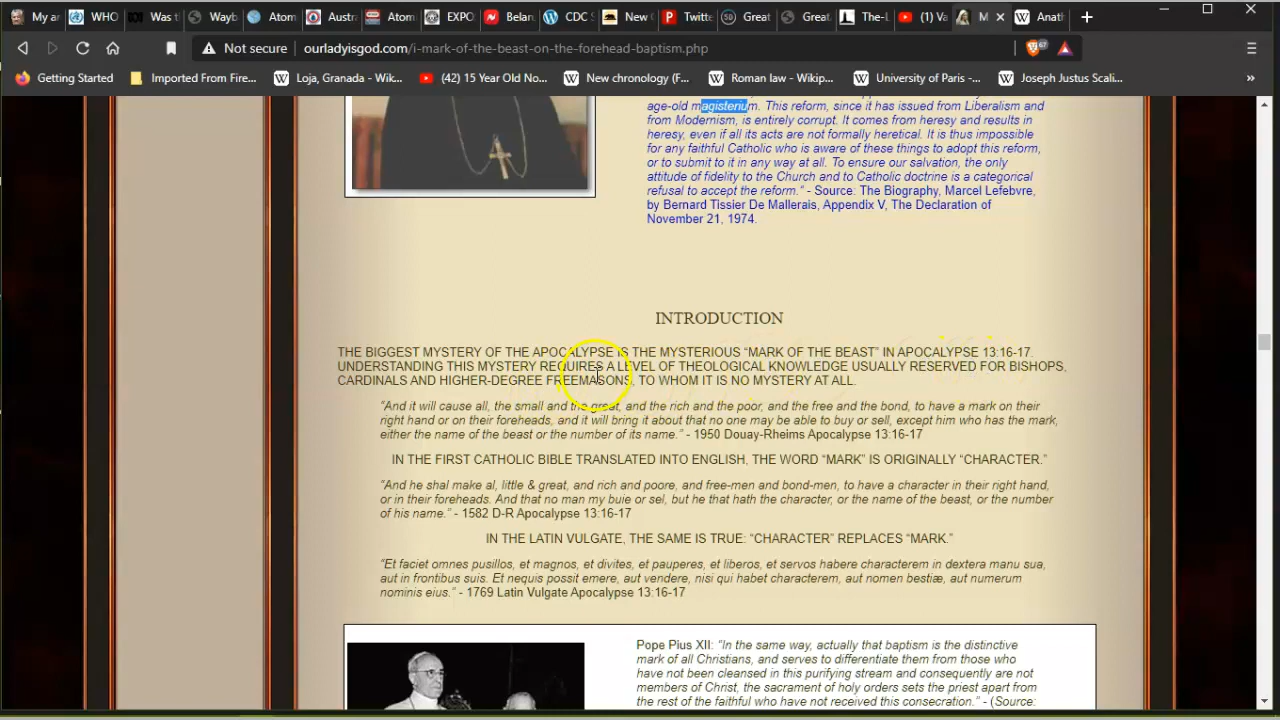 My ar
WHO
Was t
Wayb
Atom
Austr
Atom
EXPO
Belar
CDC S
New
Twitte
Great
Great
The-L
(1) Va
M
Anath
Not secure
ourladyisgod.com/i-mark-of-the-beast-on-the-forehead-baptism.php
67
Getting Started
Imported From Fire...
Loja, Granada - Wik...
(42) 15 Year Old No...
New chronology (F...
Roman law - Wikip...
University of Paris -...
Joseph Justus Scali...
»
age-old magisterium. This reform, since it has issued from Liberalism and
from Modernism, is entirely corrupt. It comes from heresy and results in
heresy, even if all its acts are not formally heretical. It is thus impossible
for any faithful Catholic who is aware of these things to adopt this reform,
or to submit to it in any way at all. To ensure our salvation, the only
attitude of fidelity to the Church and to Catholic doctrine is a categorical
refusal to accept the reform.” - Source: The Biography, Marcel Lefebvre,
by Bernard Tissier De Mallerais, Appendix V, The Declaration of
November 21, 1974.
INTRODUCTION
THE BIGGEST MYSTERY OF THE APOCALYPSE IS THE MYSTERIOUS “MARK OF THE BEAST” IN APOCALYPSE 13:16-17.
UNDERSTANDING THIS MYSTERY REQUIRES A LEVEL OF THEOLOGICAL KNOWLEDGE USUALLY RESERVED FOR BISHOPS,
CARDINALS AND HIGHER-DEGREE FREEMASONS, TO WHOM IT IS NO MYSTERY AT ALL.
“And it will cause all, the small and the great, and the rich and the poor, and the free and the bond, to have a mark on their
right hand or on their foreheads, and it will bring it about that no one may be able to buy or sell, except him who has the mark,
either the name of the beast or the number of its name.” - 1950 Douay-Rheims Apocalypse 13:16-17
IN THE FIRST CATHOLIC BIBLE TRANSLATED INTO ENGLISH, THE WORD “MARK” IS ORIGINALLY “CHARACTER.”
“And he shal make al, little & great, and rich and poore, and free-men and bond-men, to have a character in their right hand,
or in their foreheads. And that no man my buie or sel, but he that hath the character, or the name of the beast, or the number
of his name.” - 1582 D-R Apocalypse 13:16-17
IN THE LATIN VULGATE, THE SAME IS TRUE: “CHARACTER” REPLACES “MARK.”
“Et faciet omnes pusillos, et magnos, et divites, et pauperes, et liberos, et servos habere characterem in dextera manu sua,
aut in frontibus suis. Et nequis possit emere, aut vendere, nisi qui habet characterem, aut nomen bestiæ, aut numerum
nominis eius.” - 1769 Latin Vulgate Apocalypse 13:16-17
Pope Pius XII: “In the same way, actually that baptism is the distinctive
mark of all Christians, and serves to differentiate them from those who
have not been cleansed in this purifying stream and consequently are not
members of Christ, the sacrament of holy orders sets the priest apart from
the rest of the faithful who have not received this consecration.” - (Source: